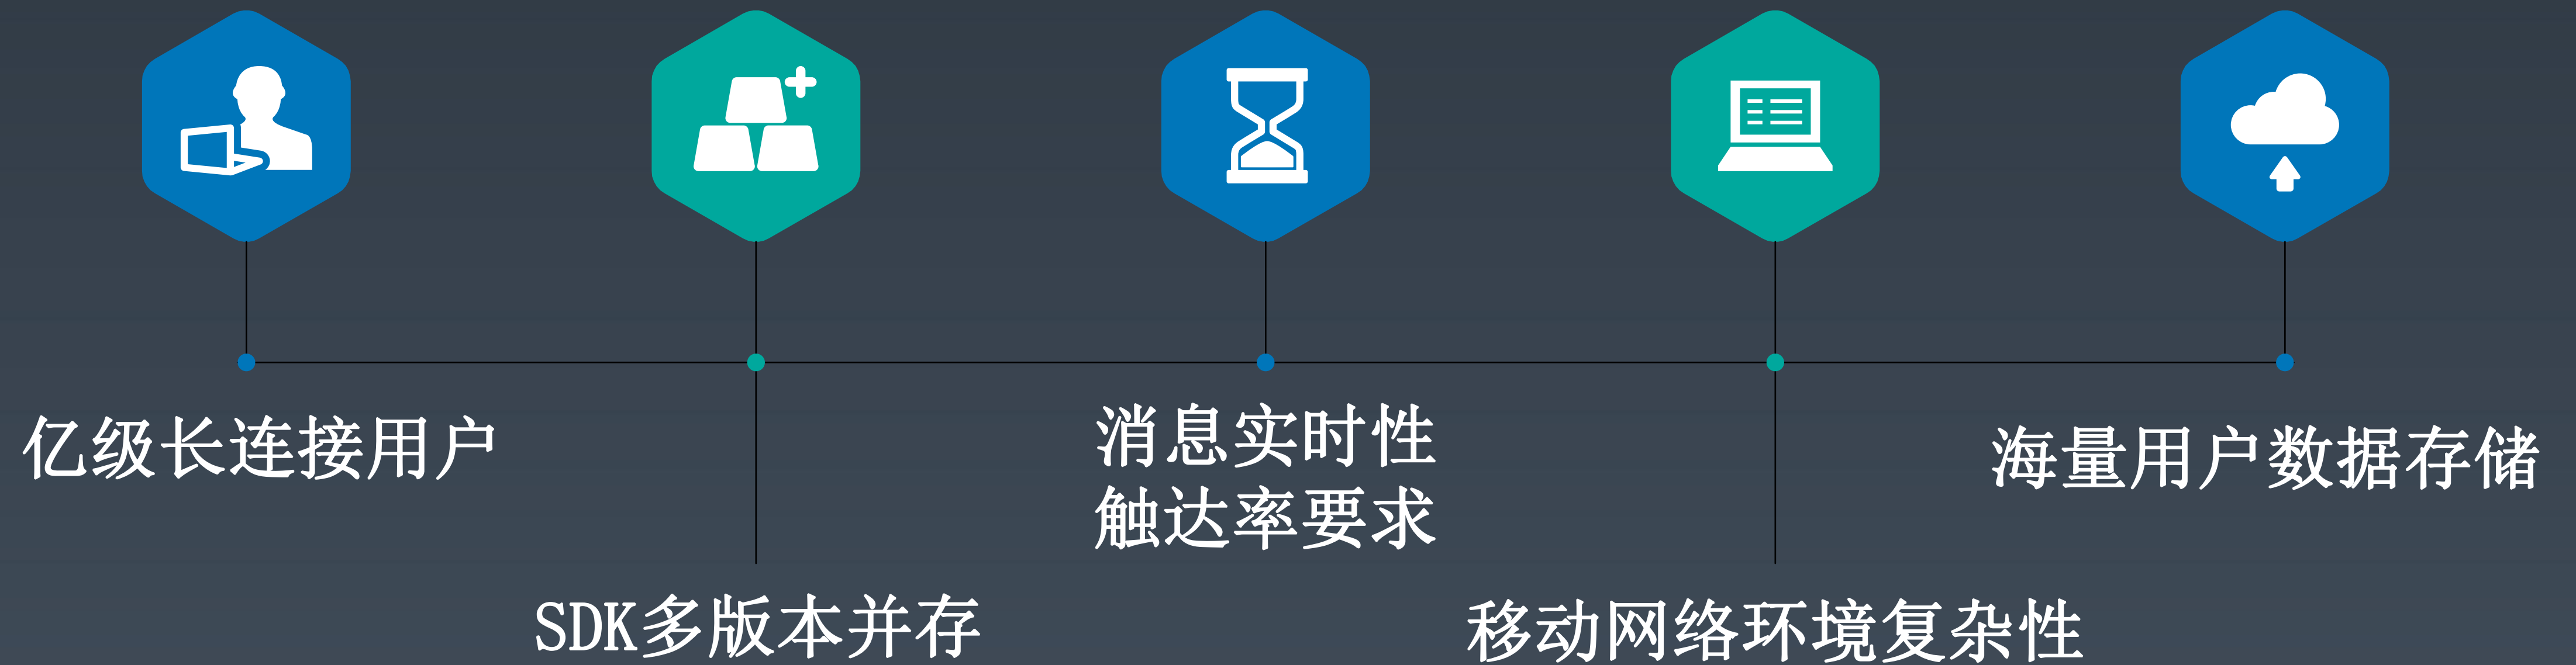 亿级长连接用户
SDK多版本并存
消息实时性
触达率要求
移动网络环境复杂性
海量用户数据存储